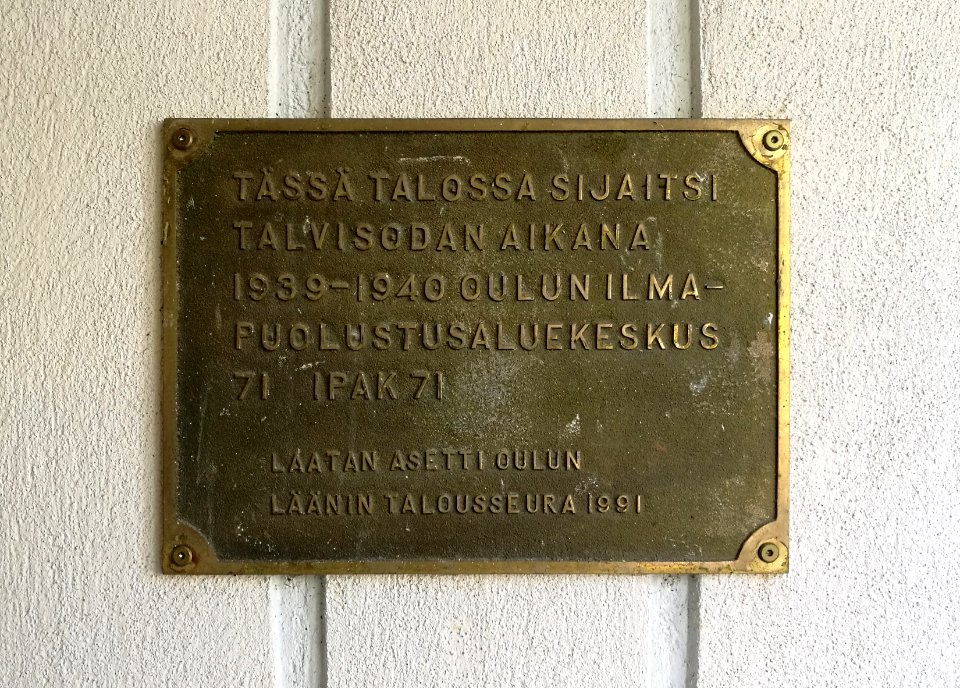 TÄSSÄ TALOSSA SIJAITSI
TALVISODAN AIKANA
1939-1940 OULUN ILMA-
PUOLUSTUSALUEKESKUS
71 IPAK 71
LAATAN ASETTI OULUN
LÄÄNIN TALOUSSEURA 1991